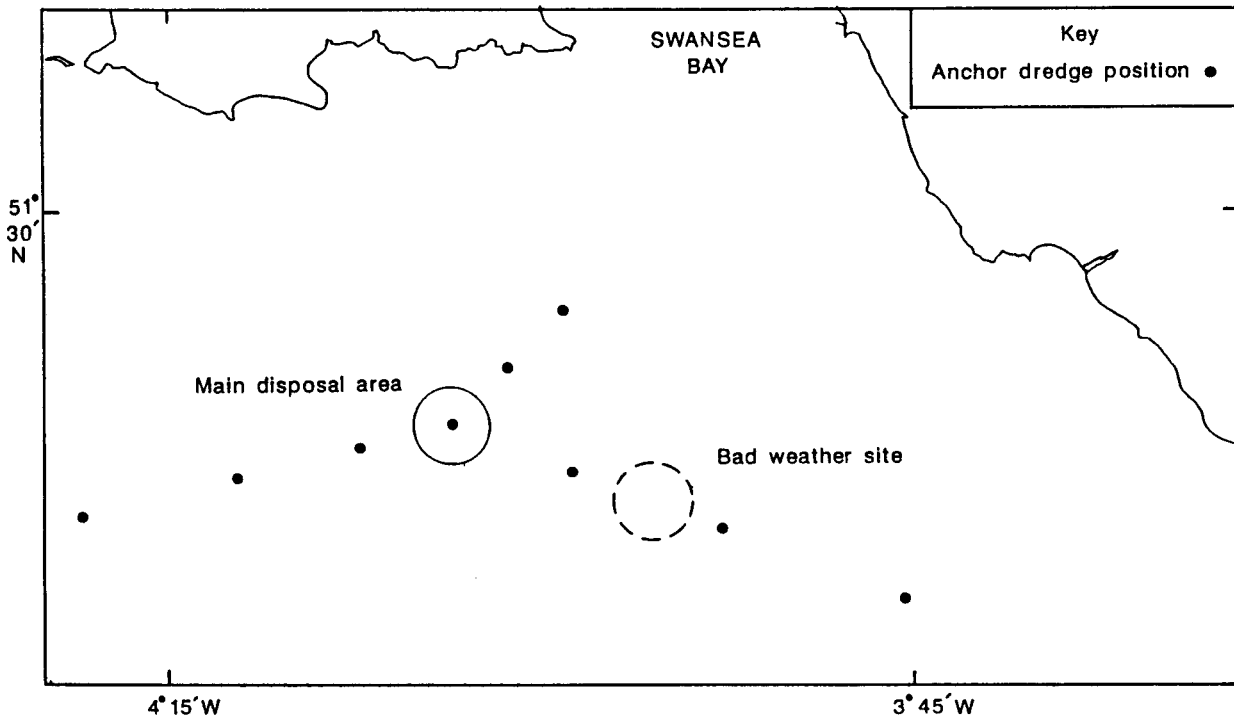 SWANSEA
BAY
Key
Anchor dredge position
51°
30′
N
Main disposal area
Bad weather site
4° 15′ W
3° 45′ W